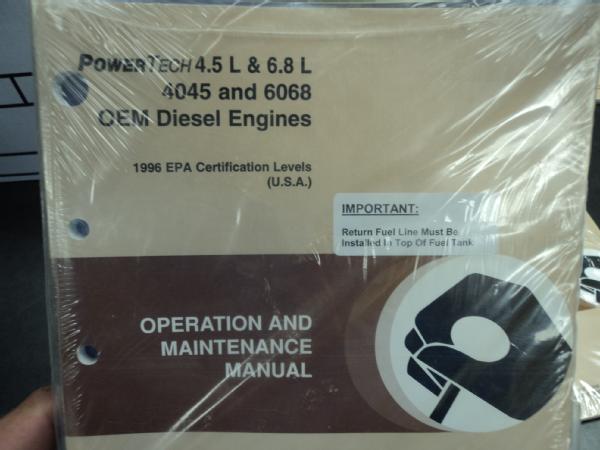 POWERTECH 4.5 L & 6.8 L
4045 and 6068
OEM Diesel Engines
1996 EPA Certification Levels
(U.S.A.)
IMPORTANT:
Return Fuel Line Must Be
Installed In Top Of Fuel Tank
OPERATION AND
MAINTENANCE
MANUAL